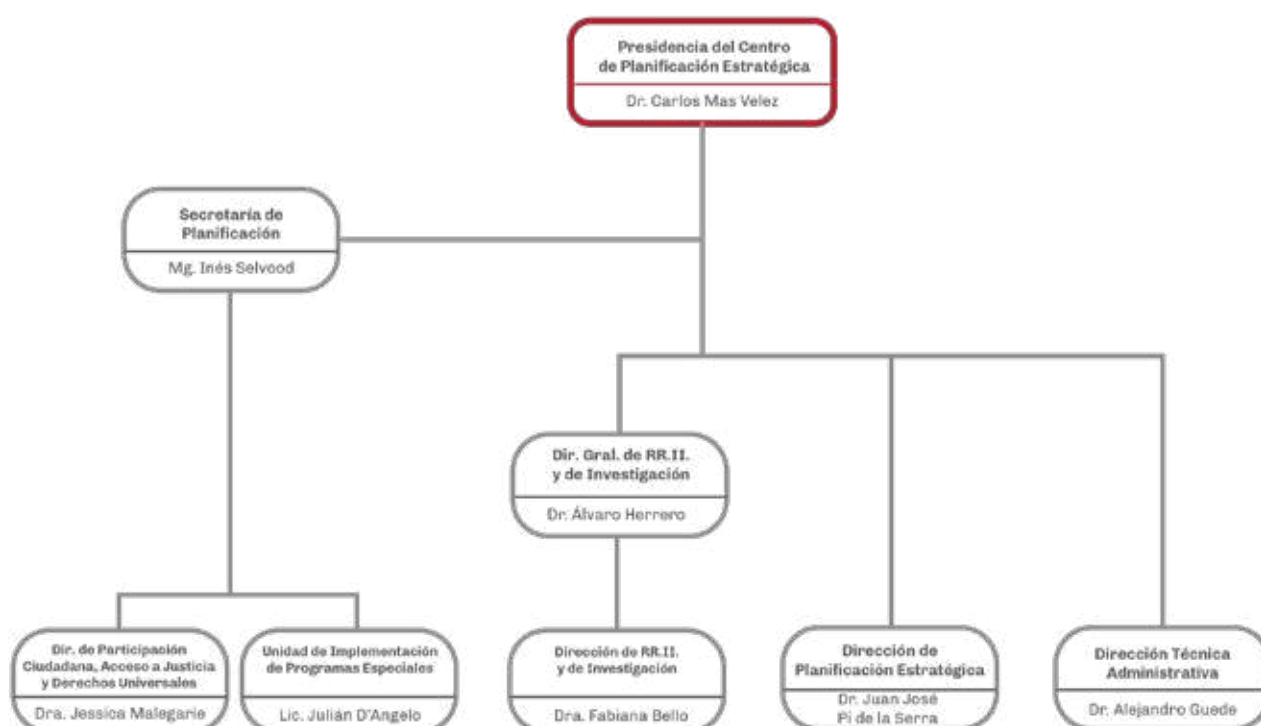 Presidencia del Centro
de Planificación Estratégica
Dr. Carlos Mas Velez
Secretaría de
Planificación
Mg. Inés Selvood
Dir. Gral. de RR.II.
y de Investigación
Dr. Álvaro Herrero
Dir. de Participación
Ciudadana, Acceso a Justicia
y Derechos Universales
Dra. Jessica Malegarie
Unidad de Implementación
de Programas Especiales
Lic. Julián D'Angelo
Dirección de RR.II.
y de Investigación
Dra. Fabiana Bello
Dirección de
Planificación Estratégica
Dr. Juan José
Pi de la Serra
Dirección Técnica
Administrativa
Dr. Alejandro Guede